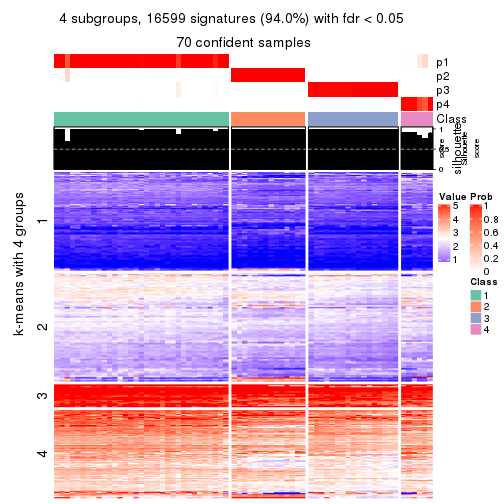 4 subgroups, 16599 signatures (94.0%) with fdr < 0.05
70 confident samples
p1
p2
p3
p4
Class
1
0.5
0
silhouette
score
Silhouette
score
k-means with 4 groups
1
2
3
4
Value
5
4
3
2
1
Prob
1
0.8
0.6
0.4
0.2
0
Class
1
2
3
4